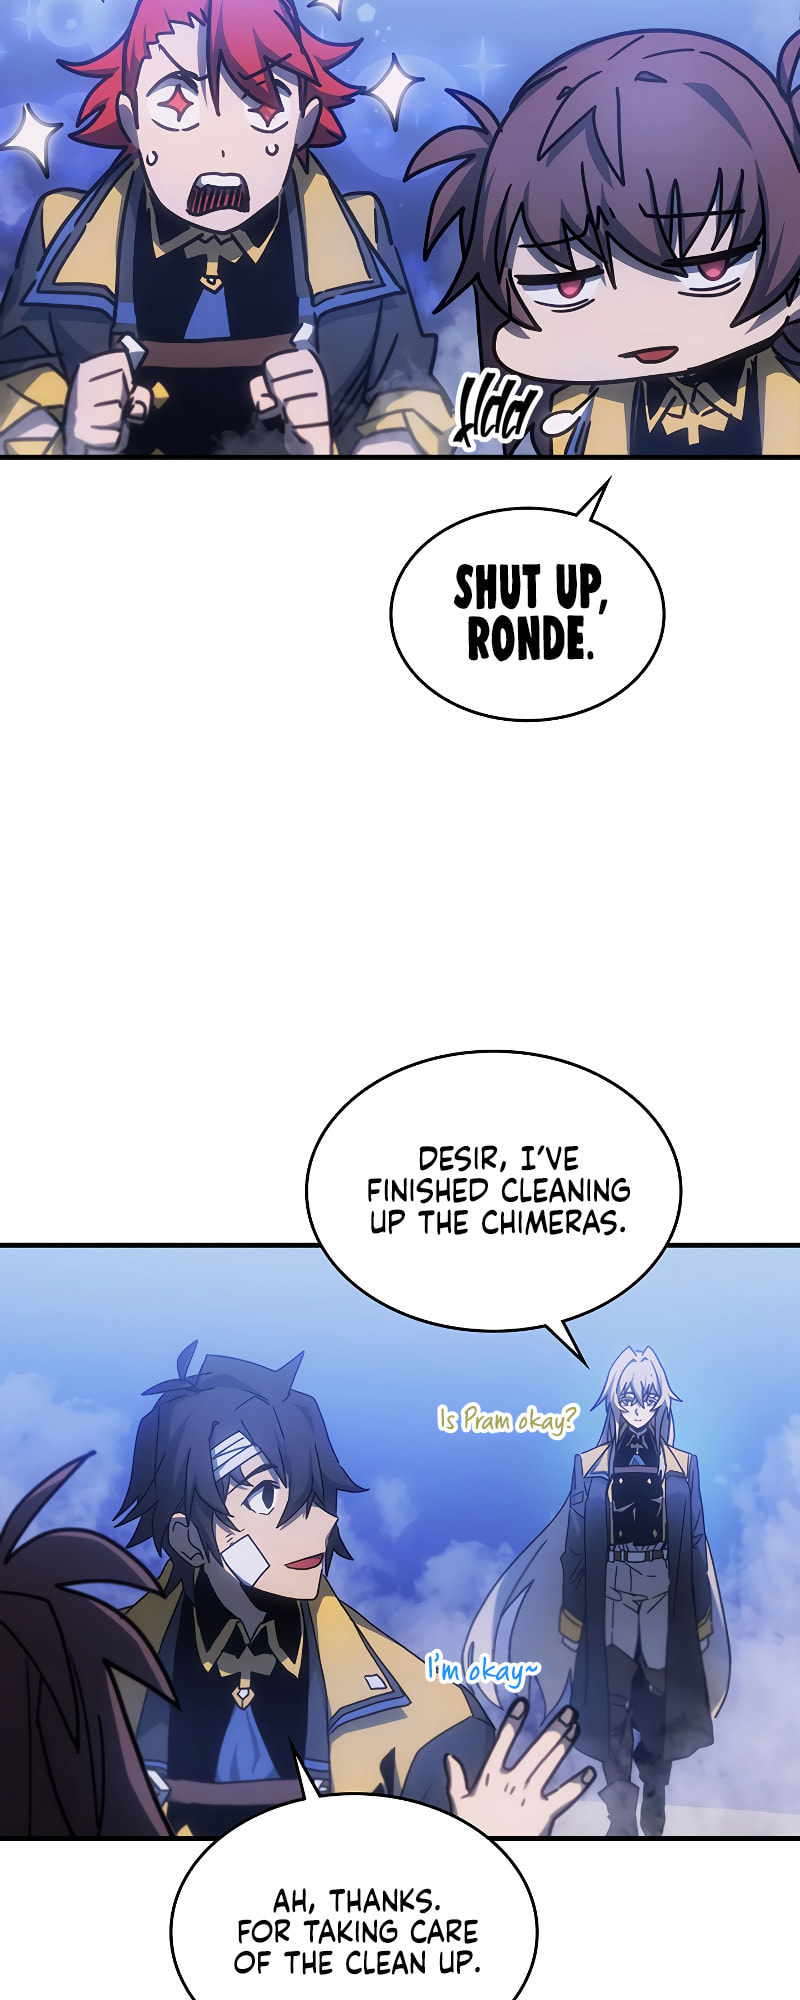 SHUT UP,
RONDE.
DESIR, I'VE
FINISHED CLEANING
UP THE CHIMERAS.
Is Pram okay?
I'm okay~
AH, THANKS.
FOR TAKING CARE
OF THE CLEAN UP.